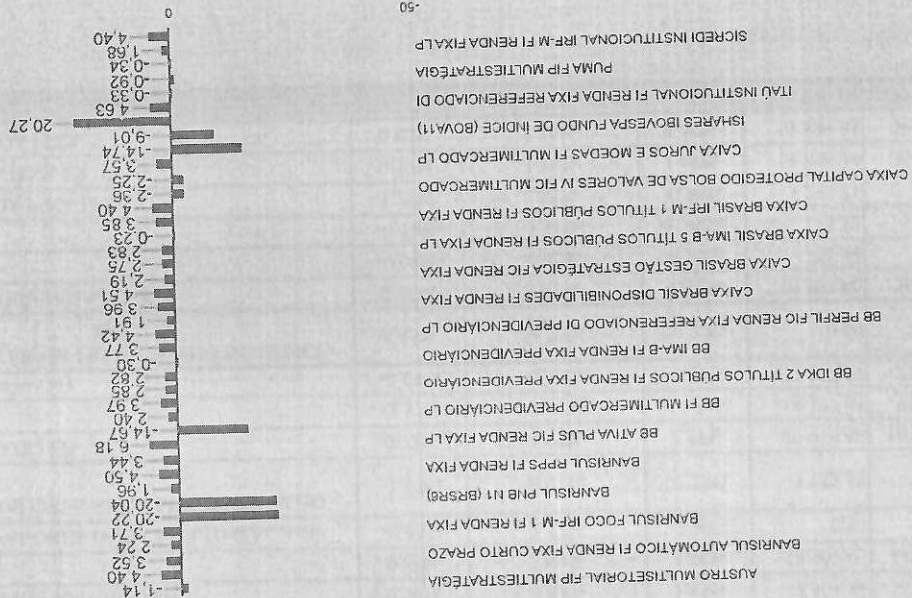 AUSTRO MULTISETORIAL FIP MULTIESTRATÉGIA
BANRISUL AUTOMÁTICO FI RENDA FIXA CURTO PRAZO
BANRISUL FOCO IRF-M 1 FI RENDA FIXA
BANRISUL PNB N1 (BRSR6)
BANRISUL RPPS FI RENDA FIXA
BB ATIVA PLUS FIC RENDA FIXA LP
BB FI MULTIMERCADO PREVIDENCIÁRIO LP
BB IDKA 2 TÍTULOS PÚBLICOS FI RENDA FIXA PREVIDENCIÁRIO
BB IMA-B FI RENDA FIXA PREVIDENCIÁRIO
BB PERFIL FIC RENDA FIXA REFERENCIADO DI PREVIDENCIÁRIO LP
CAIXA BRASIL DISPONIBILIDADES FI RENDA FIXA
CAIXA BRASIL GESTÃO ESTRATÉGICA FIC RENDA FIXA
CAIXA BRASIL IMA-B 5 TÍTULOS PÚBLICOS FI RENDA FIXA LP
CAIXA BRASIL IRF-M 1 TÍTULOS PÚBLICOS FI RENDA FIXA
CAIXA CAPITAL PROTEGIDO BOLSA DE VALORES IV FIC MULTIMERCADO
CAIXA JUROS E MOEDAS FI MULTIMERCADO LP
ISHARES IBOVESPA FUNDO DE ÍNDICE (BOVA11)
ITAÚ INSTITUCIONAL FI RENDA FIXA REFERENCIADO DI
PUMA FIP MULTIESTRATÉGIA
SICREDI INSTITUCIONAL IRF-M FI RENDA FIXA LP
-1,14
4,40
3,52
2,24
3,71
-20,22
-20,04
1,96
4,50
3,44
6,18
-14,67
2,40
3,97
2,85
2,82
-0,30
3,77
4,42
1,91
3,96
4,51
2,19
2,75
2,83
-0,23
3,85
4,40
-2,36
-2,25
3,57
-14,74
-9,01
20,27
4,63
-0,33
-0,92
-0,34
1,68
4,40
-50
0